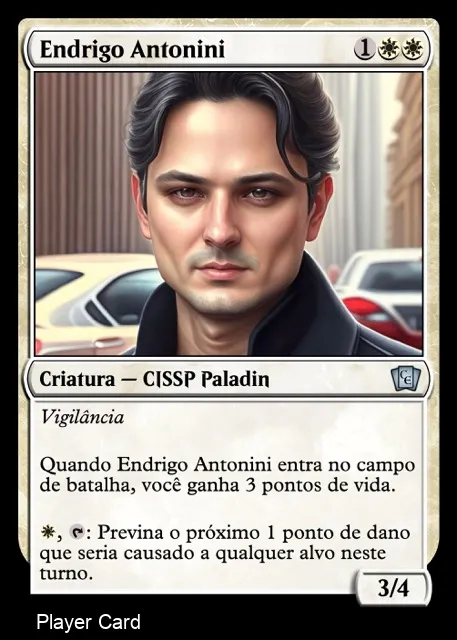 Endrigo Antonini 1
Criatura — CISSP Paladin
Vigilância
Quando Endrigo Antonini entra no campo
de batalha, você ganha 3 pontos de vida.
, : Previna o próximo 1 ponto de dano
que seria causado a qualquer alvo neste
turno.
3/4
Player Card